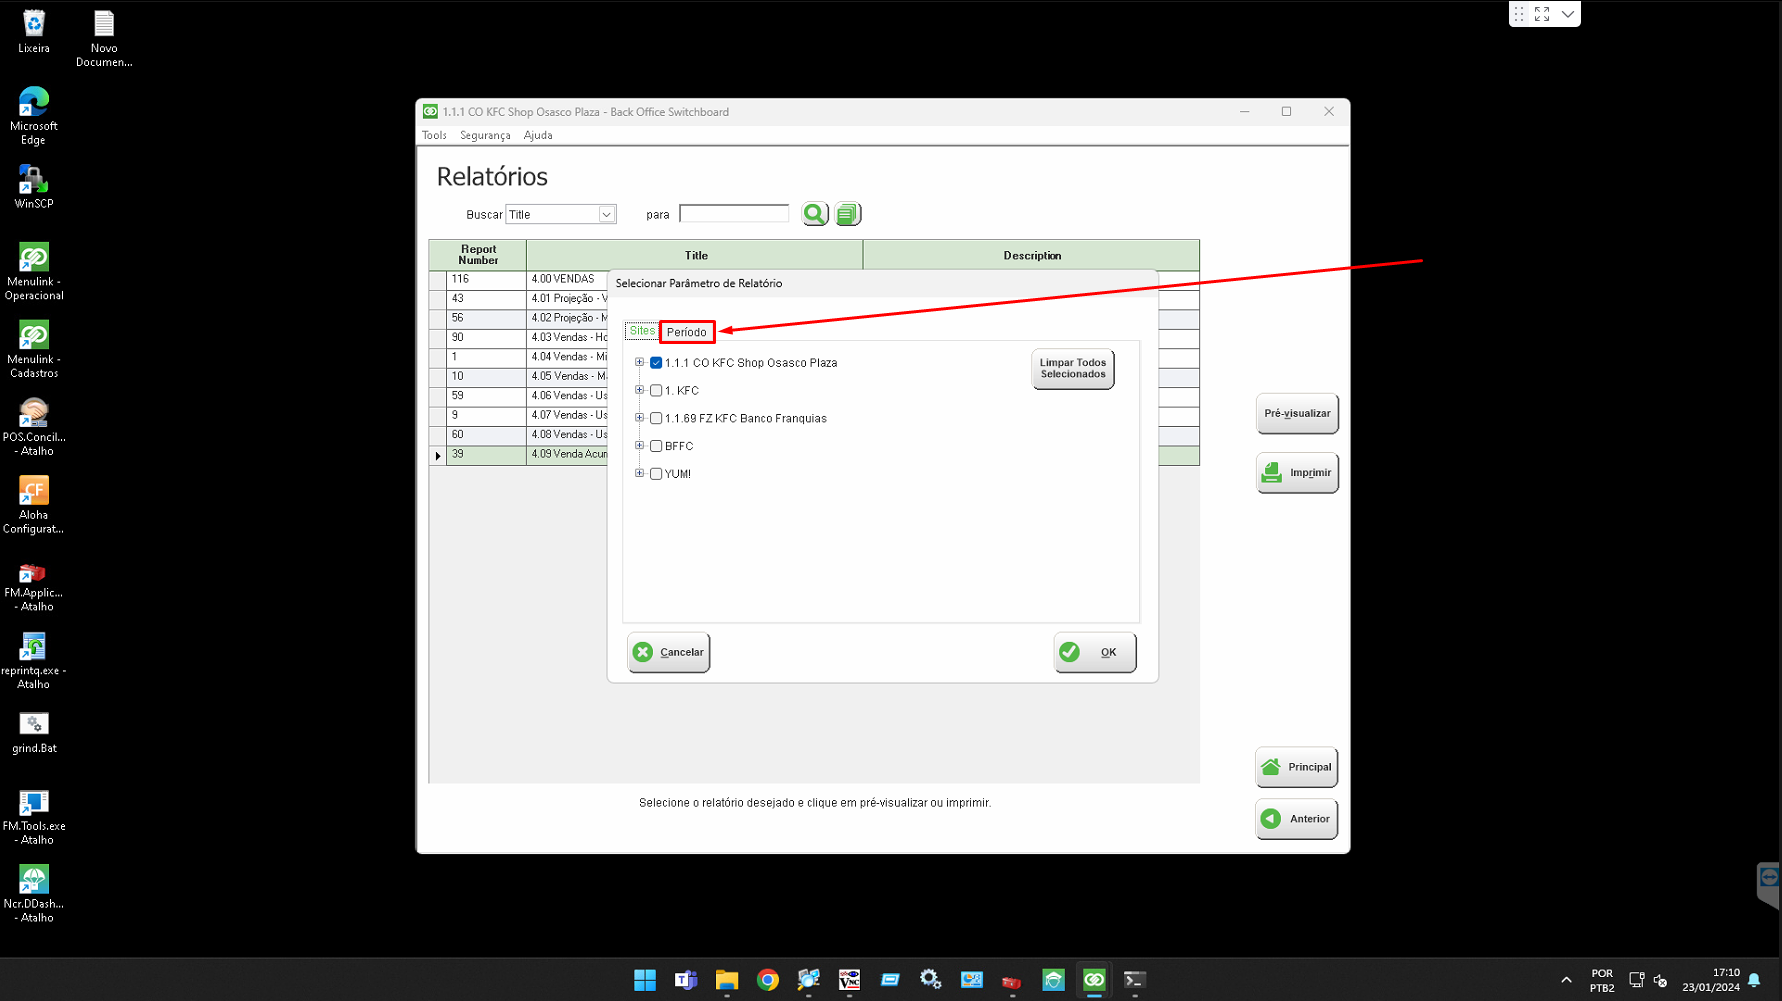 Lixeira
Novo
Documen...
Microsoft
Edge
WinSCP
Menulink -
Operacional
Menulink -
Cadastros
POS.Concil...
- Atalho
CF
Aloha
Configurat...
FM.Applic...
- Atalho
reprintq.exe -
Atalho
grind.Bat
FM.Tools.exe
- Atalho
Ncr.DDash...
- Atalho
1.1.1 CO KFC Shop Osasco Plaza - Back Office Switchboard
Tools Segurança Ajuda
Relatórios
Buscar Title para
Report
Number
Title
Description
116 4.00 VENDAS
43 4.01 Projeção - V
56 4.02 Projeção - M
90 4.03 Vendas - Ho
1 4.04 Vendas - Mi
10 4.05 Vendas - M
59 4.06 Vendas - Us
9 4.07 Vendas - Us
60 4.08 Vendas - Us
39 4.09 Venda Acum
Selecionar Parâmetro de Relatório
Sites Período
1.1.1 CO KFC Shop Osasco Plaza
1. KFC
1.1.69 FZ KFC Banco Franquias
BFFC
YUM!
Limpar Todos
Selecionados
Cancelar
OK
Pré-visualizar
Imprimir
Principal
Anterior
Selecione o relatório desejado e clique em pré-visualizar ou imprimir.
POR
PTB2
17:10
23/01/2024